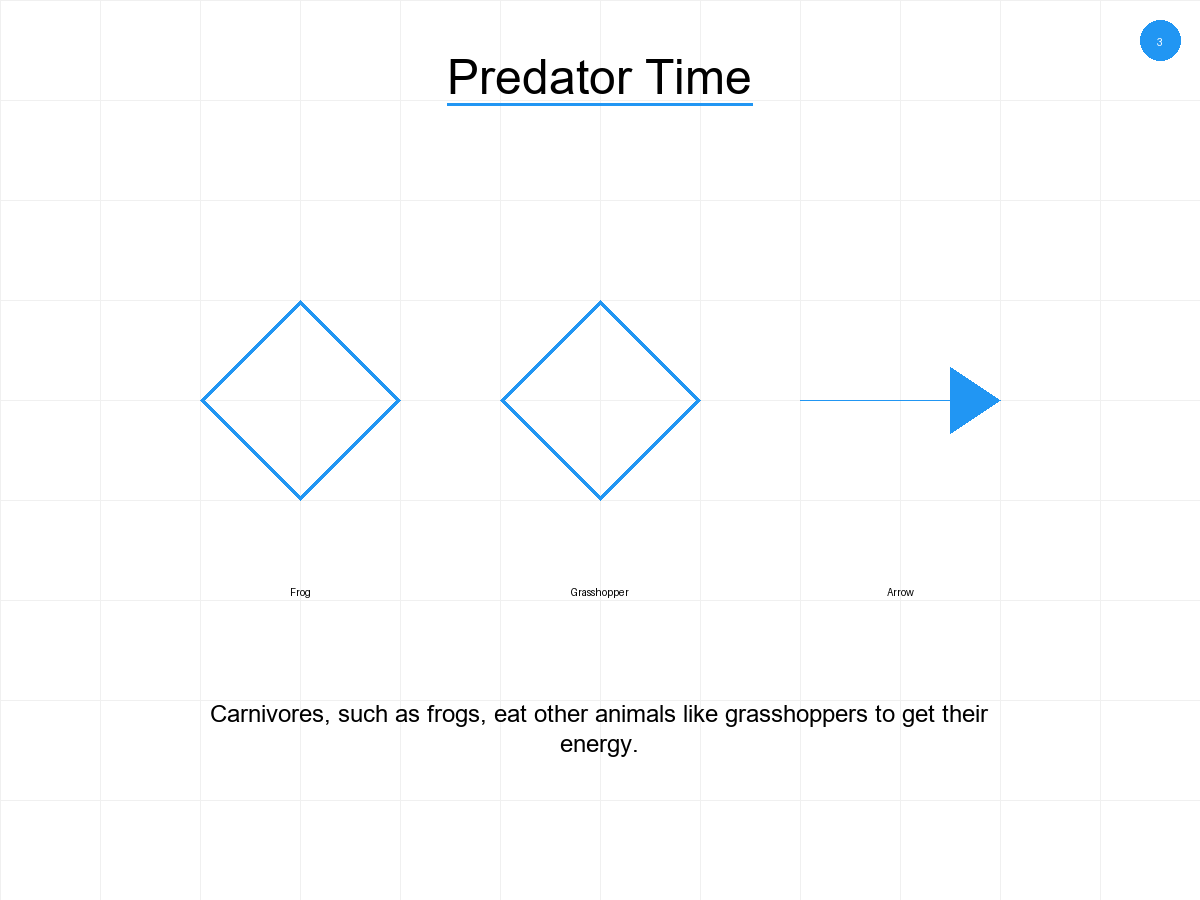 3
Predator Time
Frog
Grasshopper
Arrow
Carnivores, such as frogs, eat other animals like grasshoppers to get their
energy.